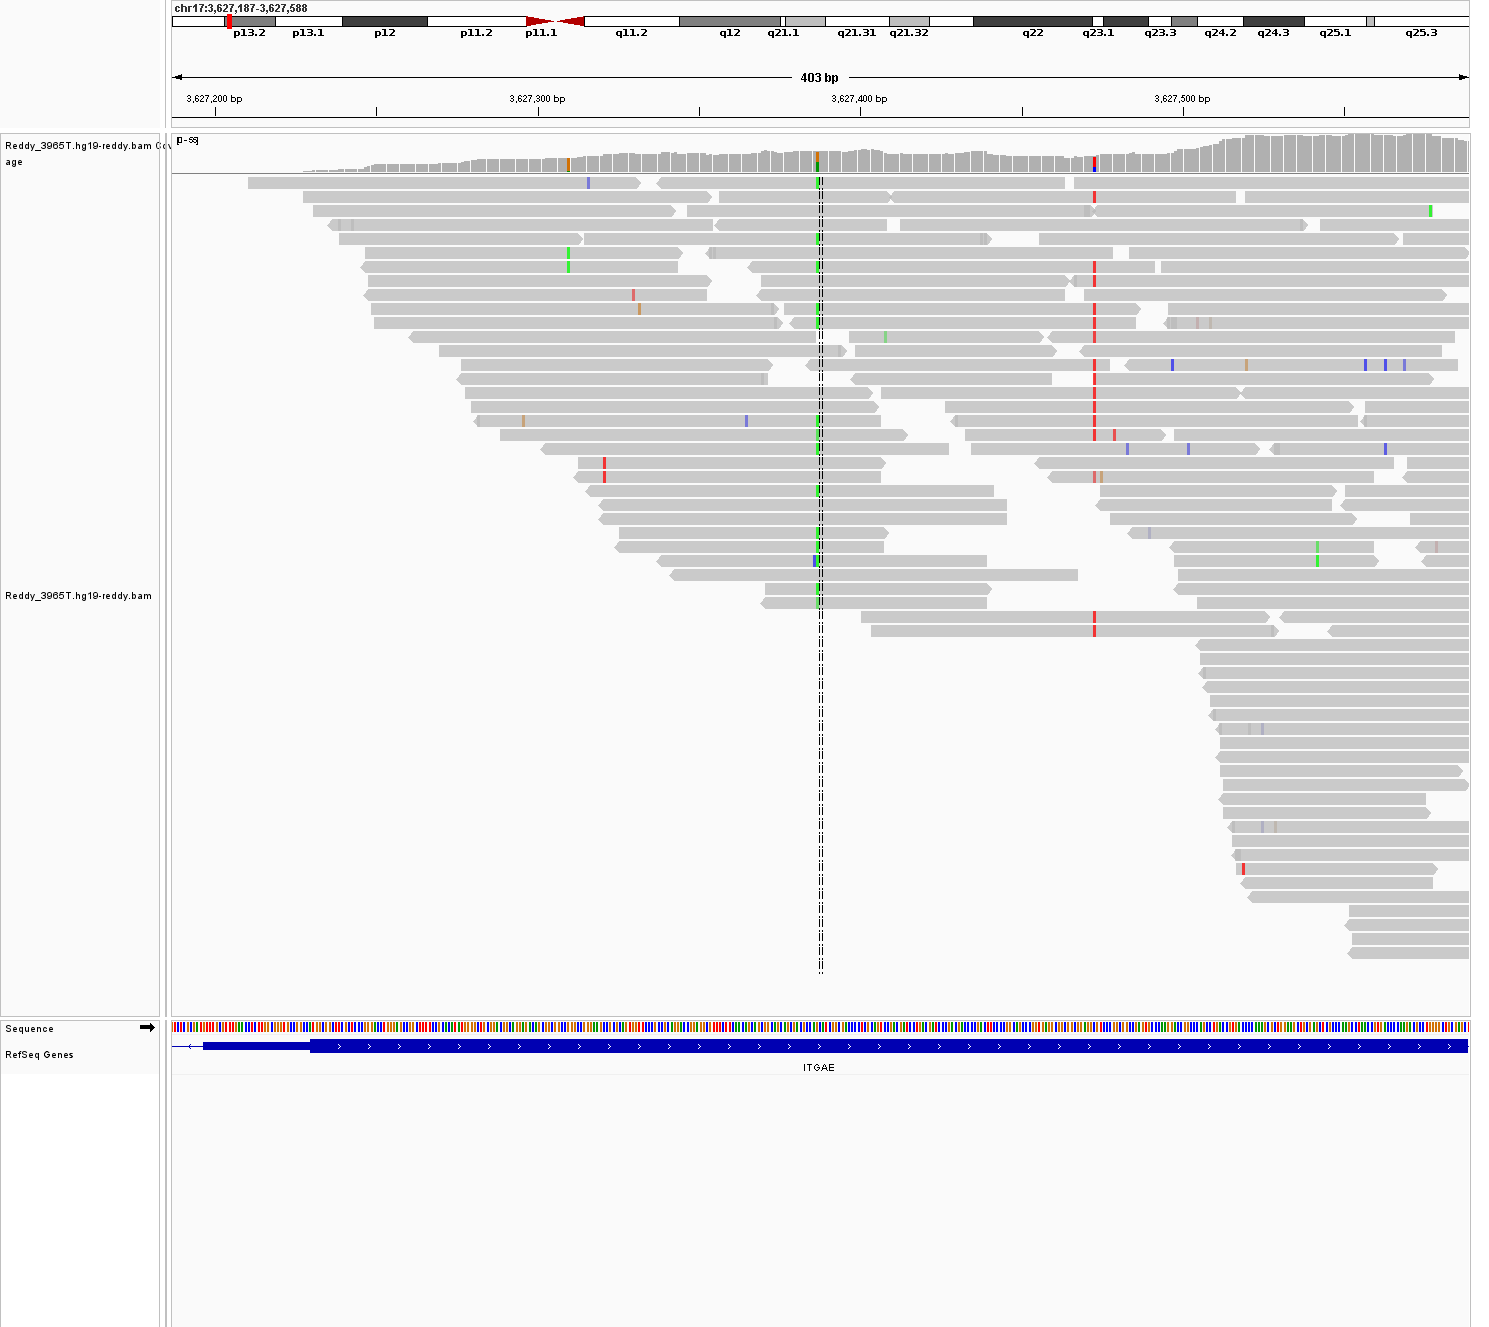 chr17:3,627,187-3,627,588
p13.2 p13.1 p12 p11.2 p11.1 q11.2 q12 q21.1 q21.31 q21.32 q22 q23.1 q23.3 q24.2 q24.3 q25.1 q25.3
403 bp
3,627,200 bp 3,627,300 bp 3,627,400 bp 3,627,500 bp
Reddy_3965T.hg19-reddy.bam Cov
age
Reddy_3965T.hg19-reddy.bam
Sequence
RefSeq Genes
ITGAE